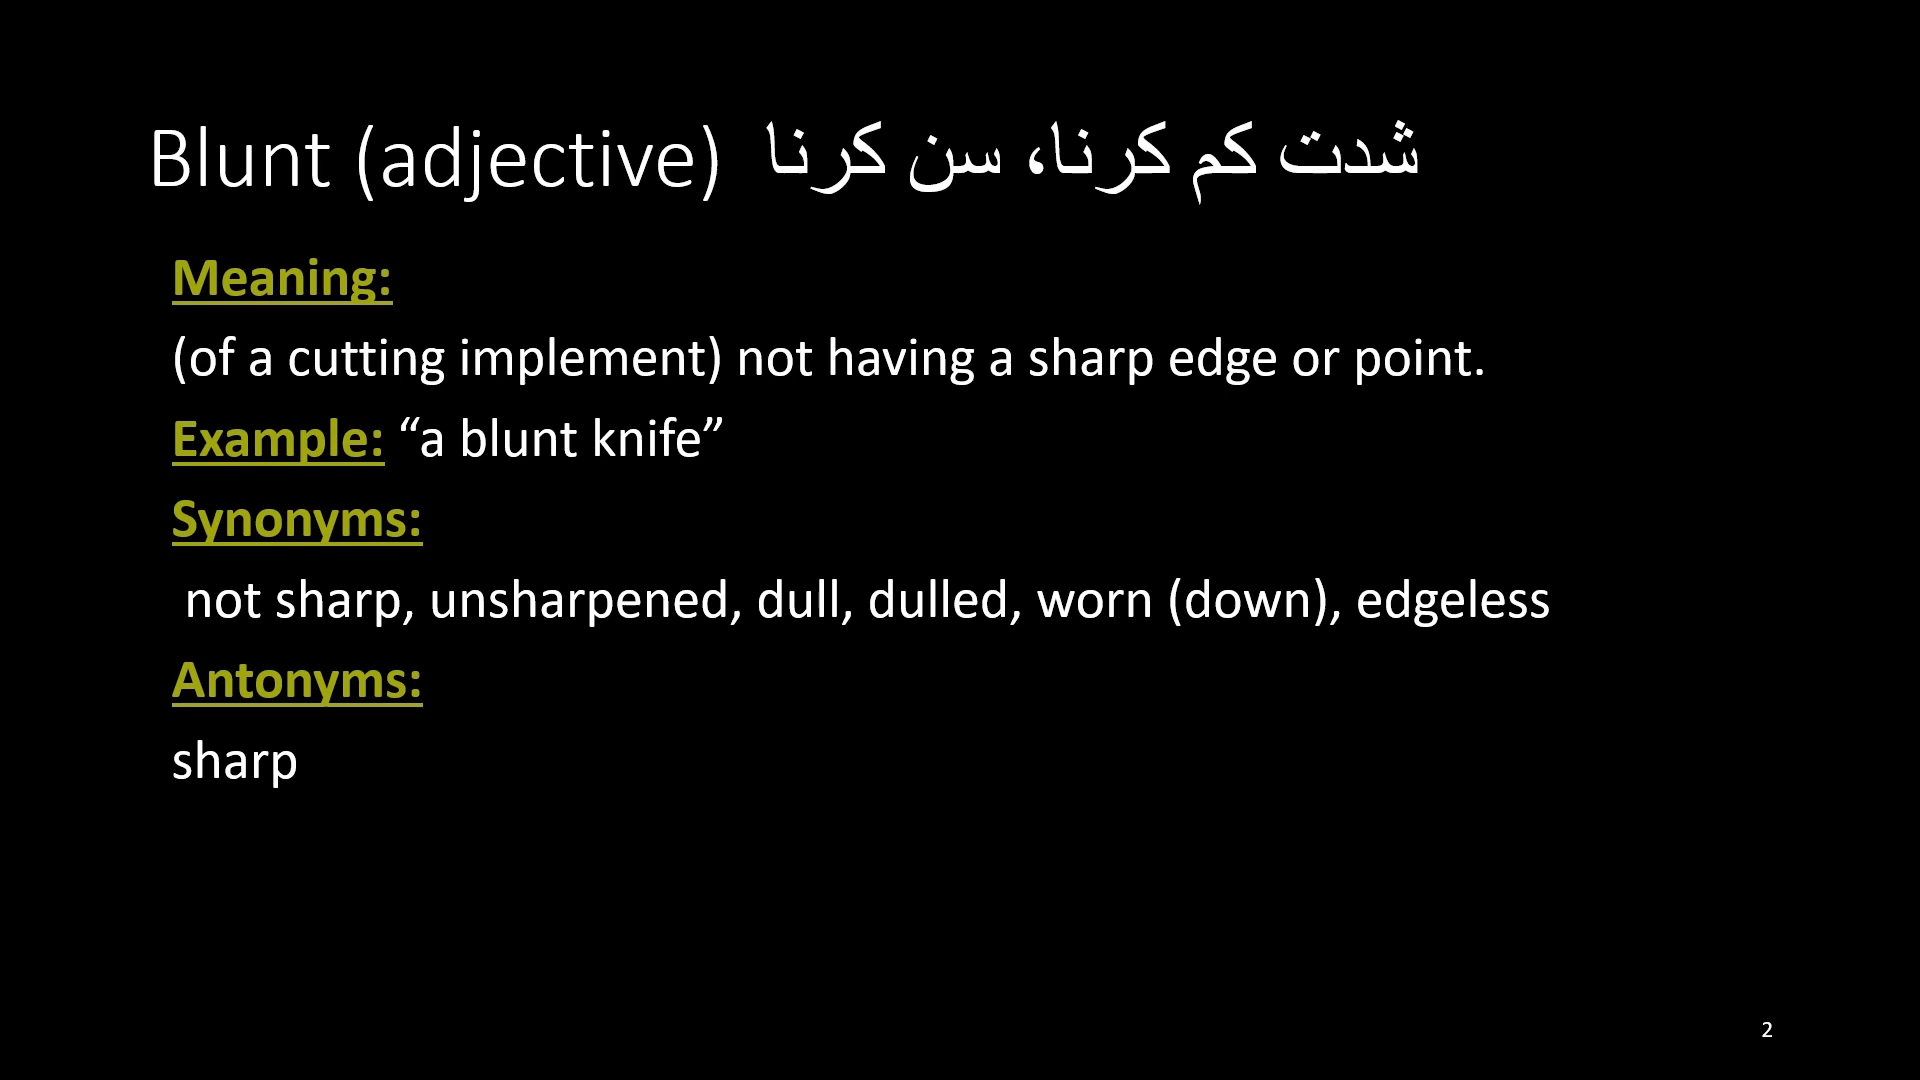 Blunt (adjective) شدت کم کرنا، سن کرنا
Meaning:
(of a cutting implement) not having a sharp edge or point.
Example: “a blunt knife”
Synonyms:
not sharp, unsharpened, dull, dulled, worn (down), edgeless
Antonyms:
sharp
2